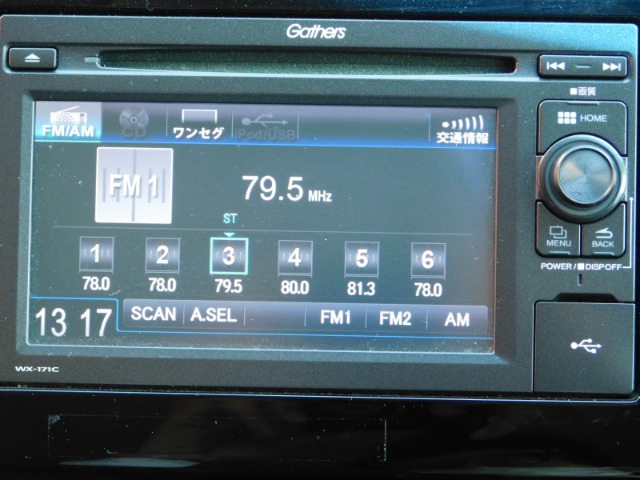 Gathers
画質
HOME
FM/AM
CD
ワンセグ
iPod/USB
交通情報
FM 1
79.5 MHz
ST
1 2 3 4 5 6
78.0 78.0 79.5 80.0 81.3 78.0
MENU BACK
POWER/ DISP OFF
13 17
SCAN A.SEL FM1 FM2 AM
WX-171C